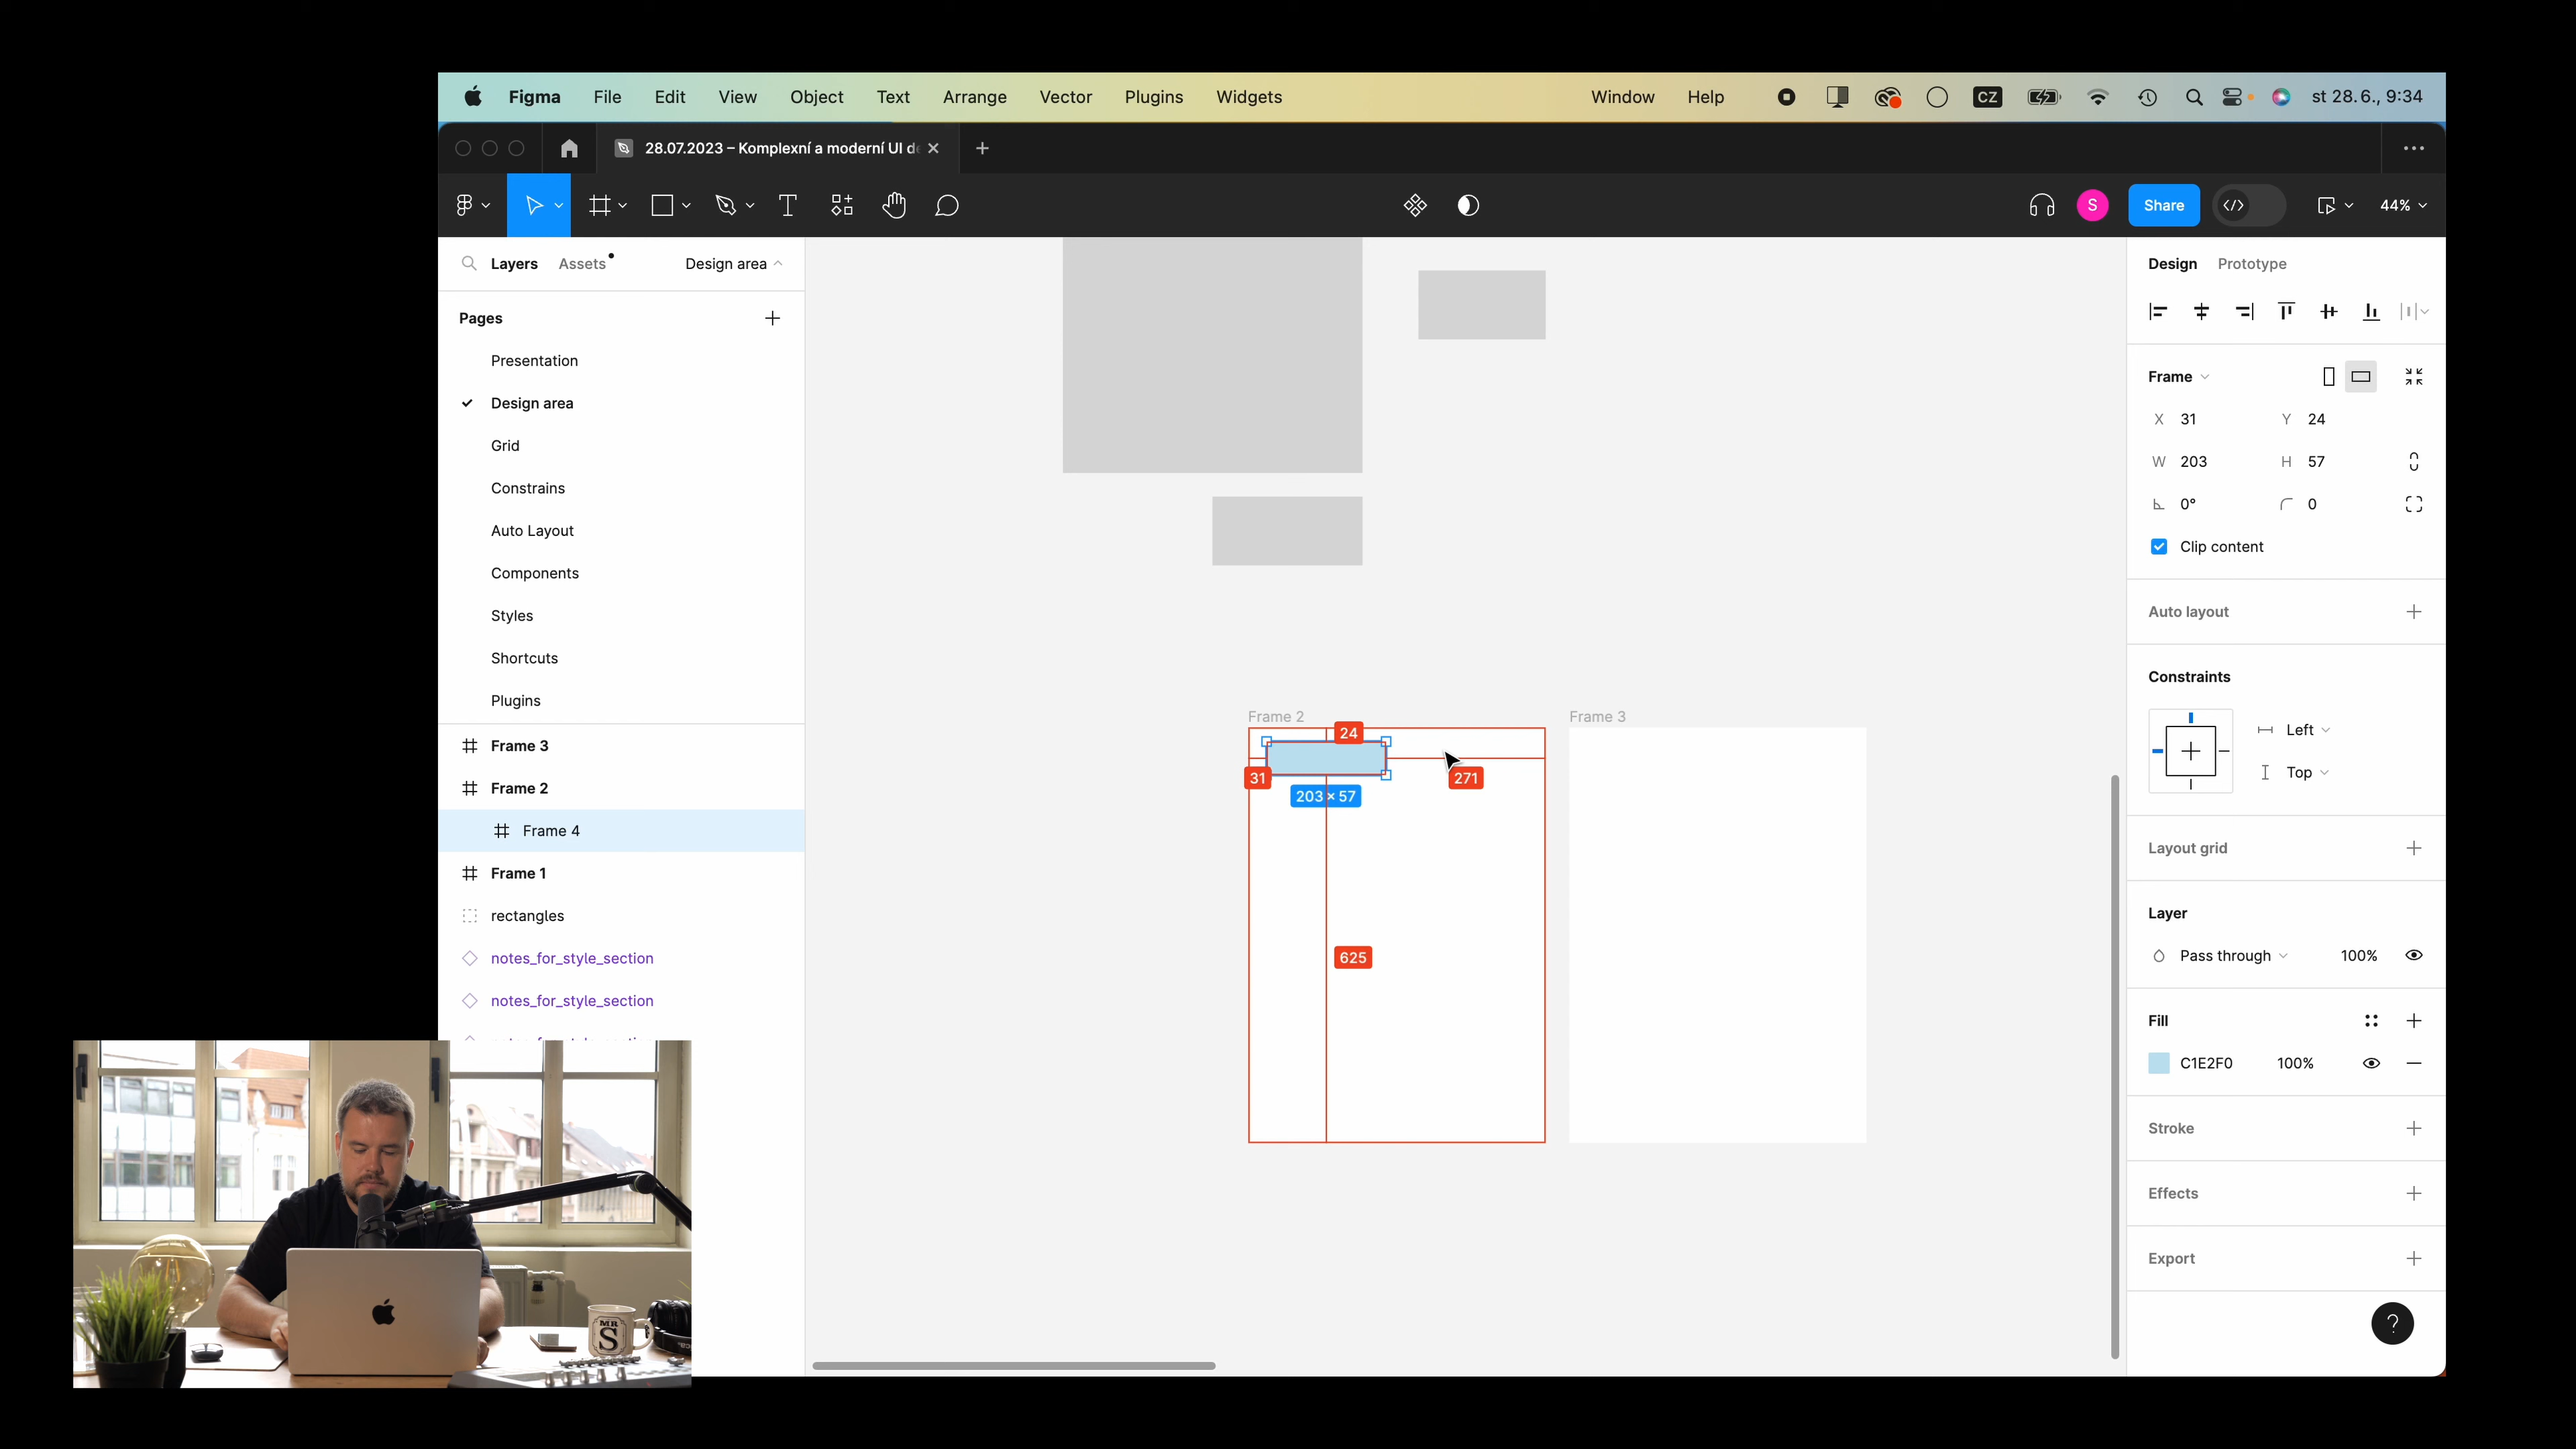 Figma File Edit View Object Text Arrange Vector Plugins Widgets Window Help CZ st 28.6., 9:34
28.07.2023 – Komplexní a moderní UI d
S Share 44%
Layers Assets Design area
Pages
Presentation
Design area
Grid
Constrains
Auto Layout
Components
Styles
Shortcuts
Plugins
Frame 3
Frame 2
Frame 4
Frame 1
rectangles
notes_for_style_section
notes_for_style_section
Frame 2
24
31
203 × 57
271
625
Frame 3
Design Prototype
Frame
X 31 Y 24
W 203 H 57
0° 0
Clip content
Auto layout
Constraints
Left
Top
Layout grid
Layer
Pass through 100%
Fill
C1E2F0 100%
Stroke
Effects
Export
?
MR
S